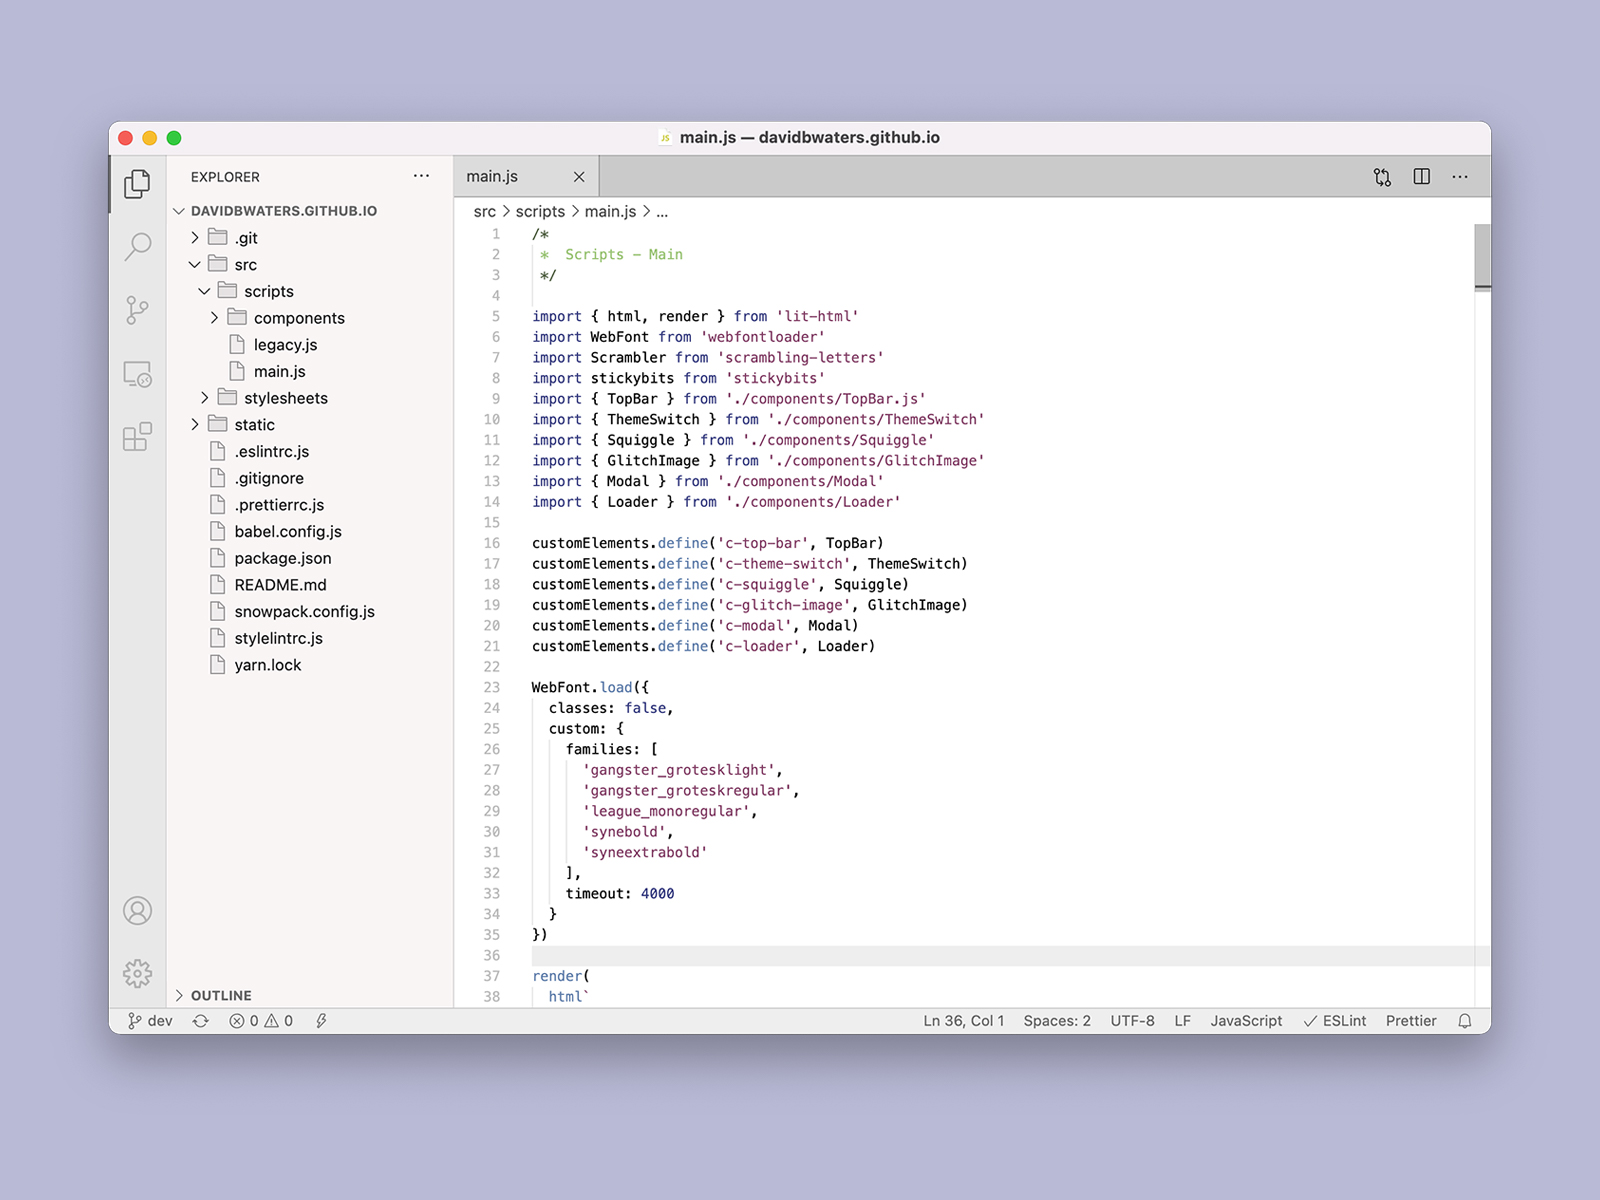 JS main.js — davidbwaters.github.io
EXPLORER
DAVIDBWATERS.GITHUB.IO
.git
src
scripts
components
legacy.js
main.js
stylesheets
static
.eslintrc.js
.gitignore
.prettierrc.js
babel.config.js
package.json
README.md
snowpack.config.js
stylelintrc.js
yarn.lock
OUTLINE
main.js
src > scripts > main.js > ...
1 /*
2  *  Scripts – Main
3  */
4
5 import { html, render } from 'lit-html'
6 import WebFont from 'webfontloader'
7 import Scrambler from 'scrambling-letters'
8 import stickybits from 'stickybits'
9 import { TopBar } from './components/TopBar.js'
10 import { ThemeSwitch } from './components/ThemeSwitch'
11 import { Squiggle } from './components/Squiggle'
12 import { GlitchImage } from './components/GlitchImage'
13 import { Modal } from './components/Modal'
14 import { Loader } from './components/Loader'
15
16 customElements.define('c-top-bar', TopBar)
17 customElements.define('c-theme-switch', ThemeSwitch)
18 customElements.define('c-squiggle', Squiggle)
19 customElements.define('c-glitch-image', GlitchImage)
20 customElements.define('c-modal', Modal)
21 customElements.define('c-loader', Loader)
22
23 WebFont.load({
24   classes: false,
25   custom: {
26     families: [
27       'gangster_grotesklight',
28       'gangster_groteskregular',
29       'league_monoregular',
30       'synebold',
31       'syneextrabold'
32     ],
33     timeout: 4000
34   }
35 })
36
37 render(
38   html`
dev 0 0 Ln 36, Col 1 Spaces: 2 UTF-8 LF JavaScript ESLint Prettier